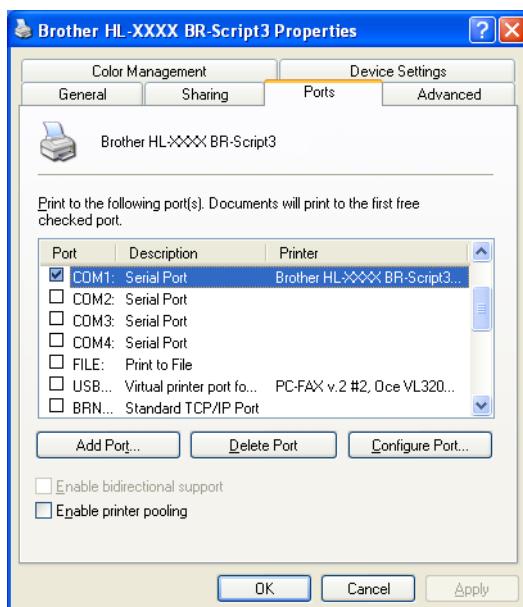 Brother HL-XXXX BR-Script3 Properties
Color Management Device Settings
General Sharing Ports Advanced
Brother HL-XXXX BR-Script3
Print to the following port(s). Documents will print to the first free
checked port.
Port Description Printer
COM1: Serial Port Brother HL-XXXX BR-Script3...
COM2: Serial Port
COM3: Serial Port
COM4: Serial Port
FILE: Print to File
USB... Virtual printer port fo... PC-FAX v.2 #2, Oce VL320...
BRN... Standard TCP/IP Port
Add Port... Delete Port Configure Port...
Enable bidirectional support
Enable printer pooling
OK Cancel Apply